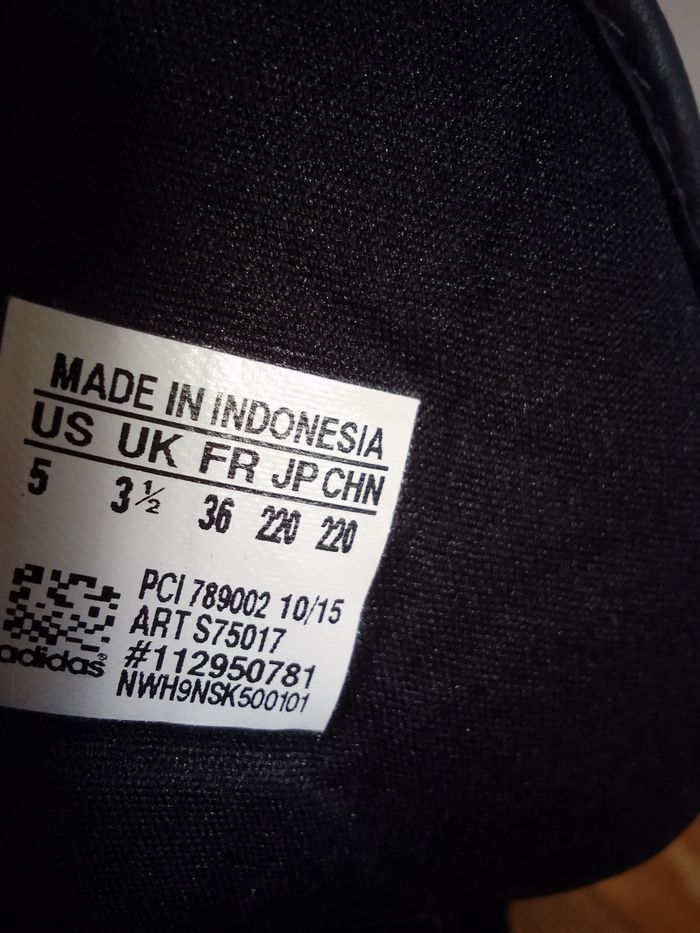 MADE IN INDONESIA
US UK FR JP CHN
5 3½ 36 220 220
PCI 789002 10/15
ART S75017
#112950781
NWH9NSK500101
adidas®